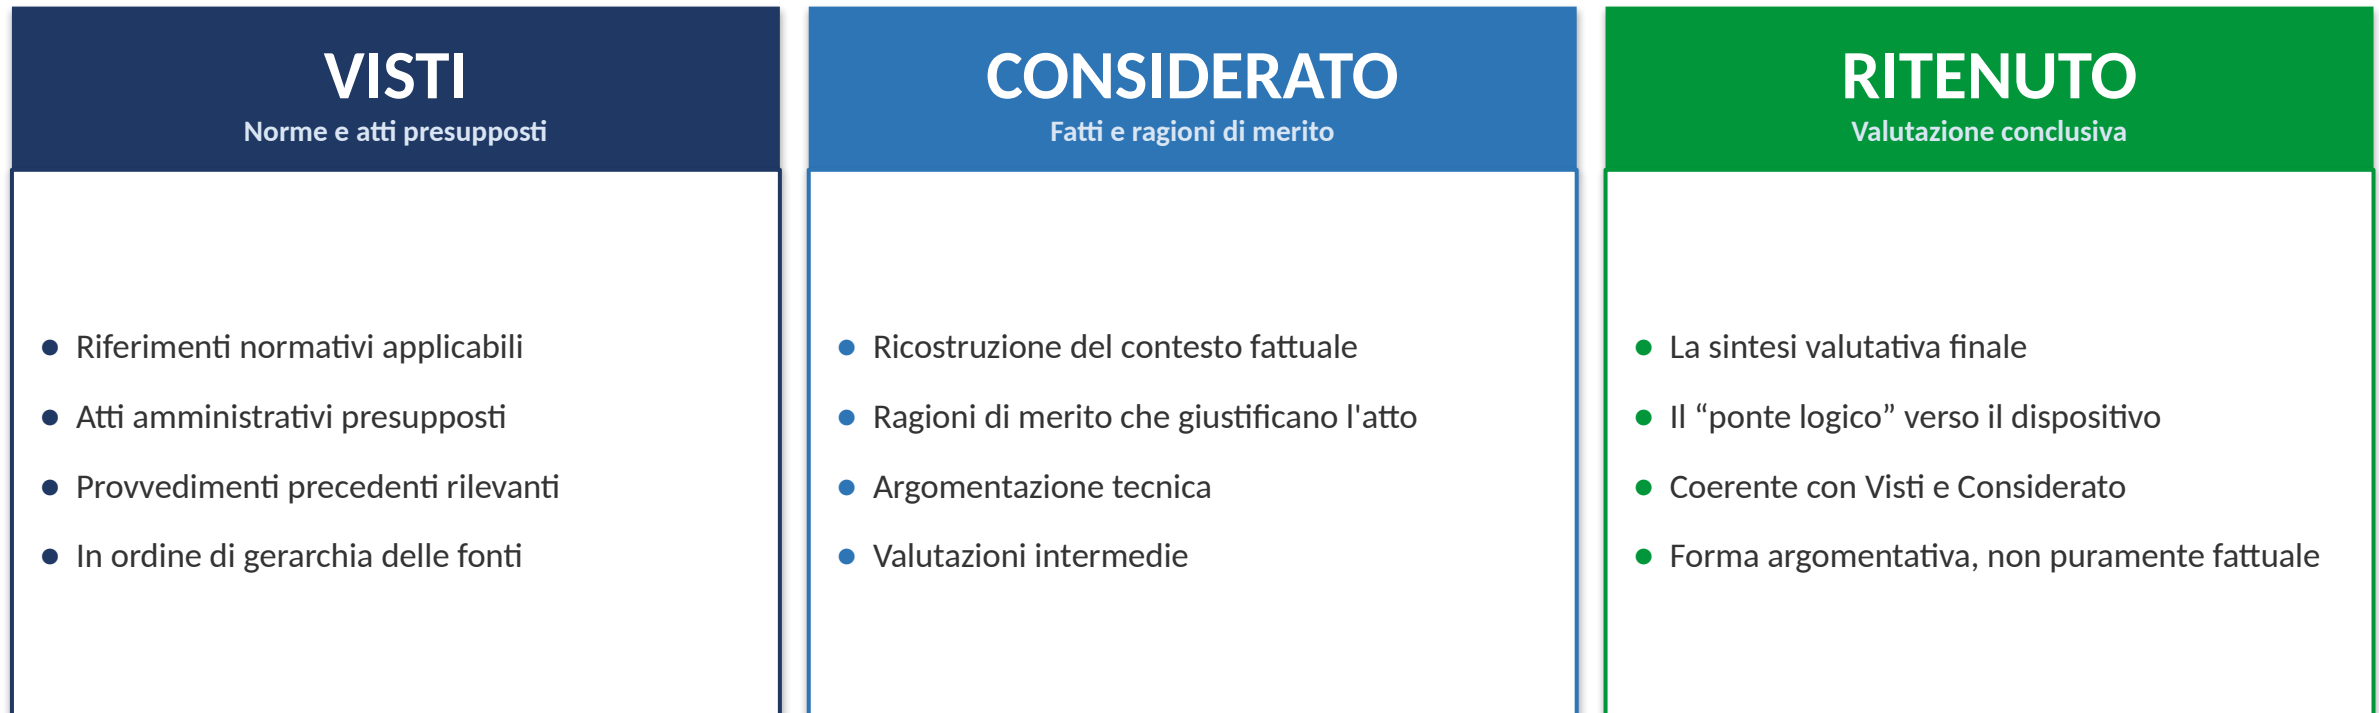 VISTI
Norme e atti presupposti
Riferimenti normativi applicabili
Atti amministrativi presupposti
Provvedimenti precedenti rilevanti
In ordine di gerarchia delle fonti
CONSIDERATO
Fatti e ragioni di merito
Ricostruzione del contesto fattuale
Ragioni di merito che giustificano l'atto
Argomentazione tecnica
Valutazioni intermedie
RITENUTO
Valutazione conclusiva
La sintesi valutativa finale
Il “ponte logico” verso il dispositivo
Coerente con Visti e Considerato
Forma argomentativa, non puramente fattuale